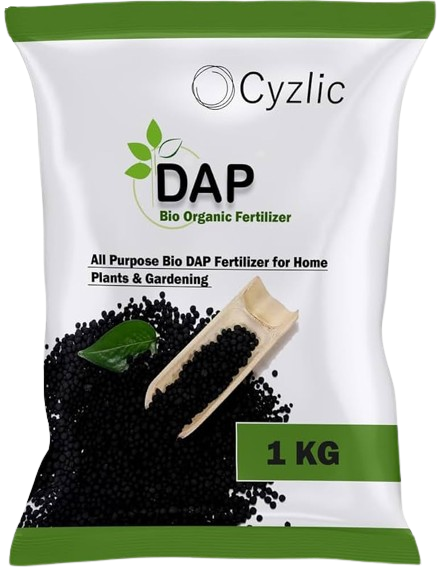 Cyzlic
DAP
Bio Organic Fertilizer
All Purpose Bio DAP Fertilizer for Home
Plants & Gardening
1 KG